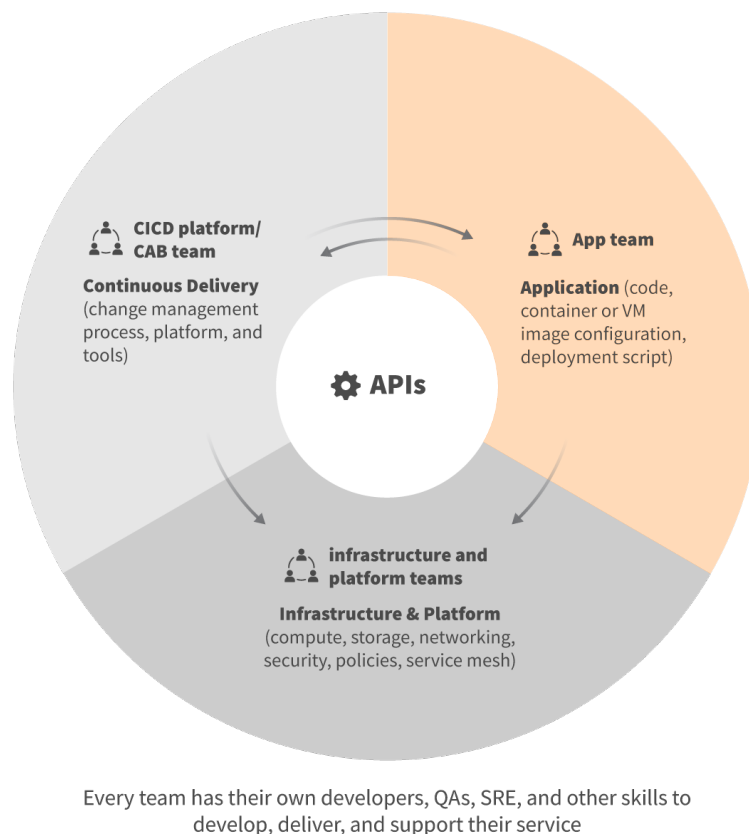 CICD platform/
CAB team
Continuous Delivery
(change management
process, platform, and
tools)
App team
Application (code,
container or VM
image configuration,
deployment script)
APIs
infrastructure and
platform teams
Infrastructure & Platform
(compute, storage, networking,
security, policies, service mesh)
Every team has their own developers, QAs, SRE, and other skills to
develop, deliver, and support their service